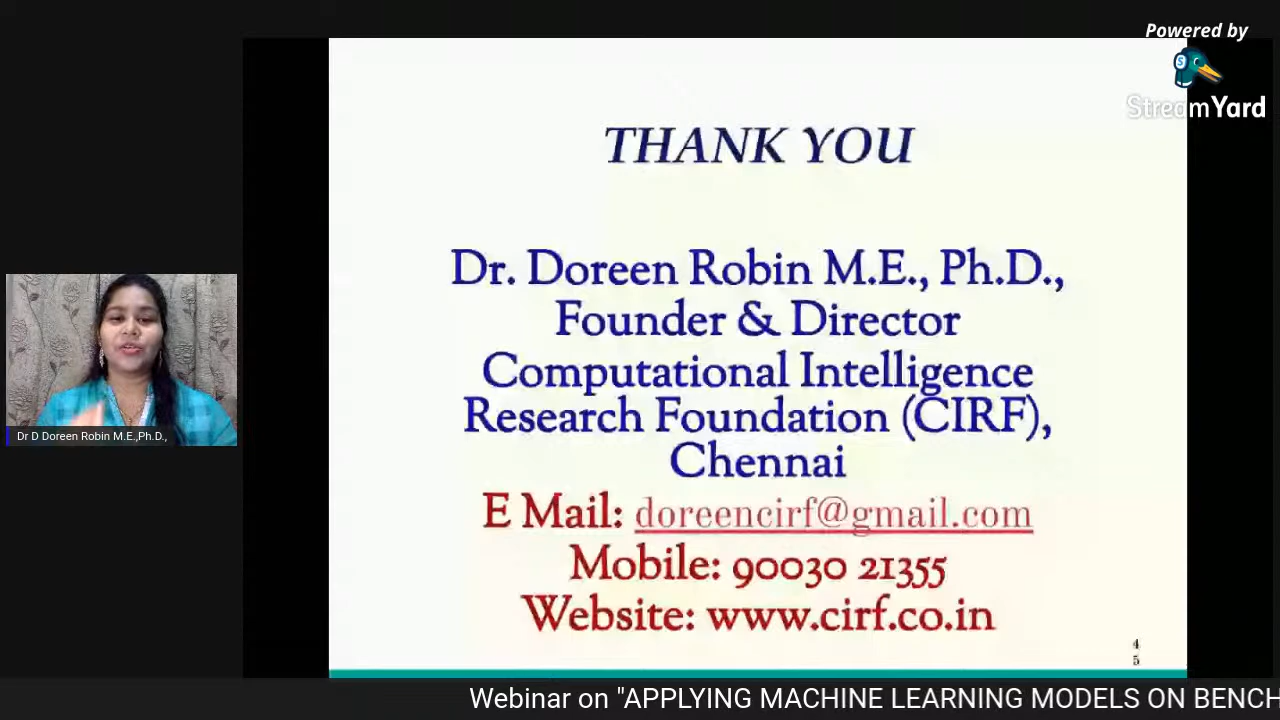 Powered by
StreamYard
THANK YOU
Dr. Doreen Robin M.E., Ph.D.,
Founder & Director
Computational Intelligence
Research Foundation (CIRF),
Chennai
E Mail: doreencirf@gmail.com
Mobile: 90030 21355
Website: www.cirf.co.in
4
5
Dr D Doreen Robin M.E.,Ph.D.,
Webinar on "APPLYING MACHINE LEARNING MODELS ON BENCH